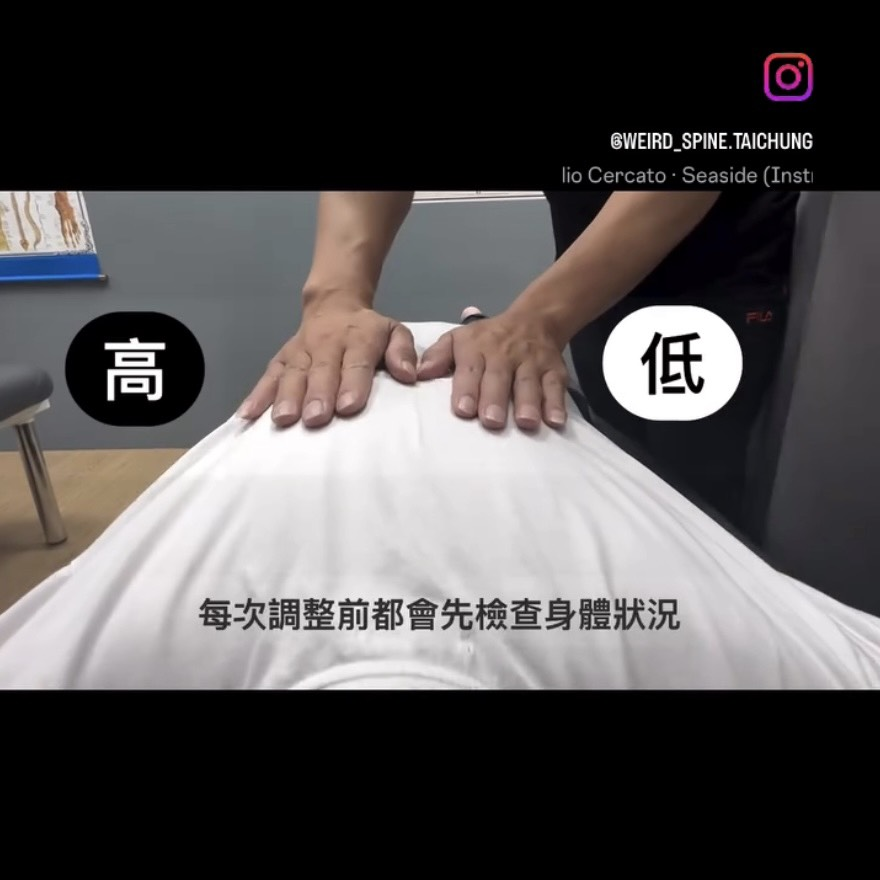 @WEIRD_SPINE.TAICHUNG
lio Cercato · Seaside (Inst
高
低
FILA
每次調整前都會先檢查身體狀況